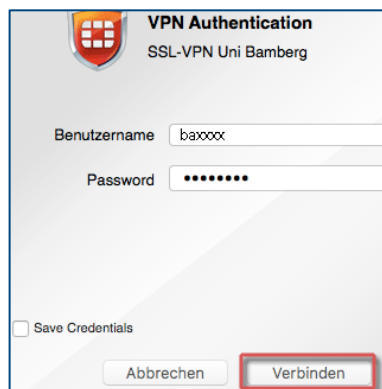 VPN Authentication
SSL-VPN Uni Bamberg
Benutzername baxxxx
Password ••••••••
Save Credentials
Abbrechen Verbinden